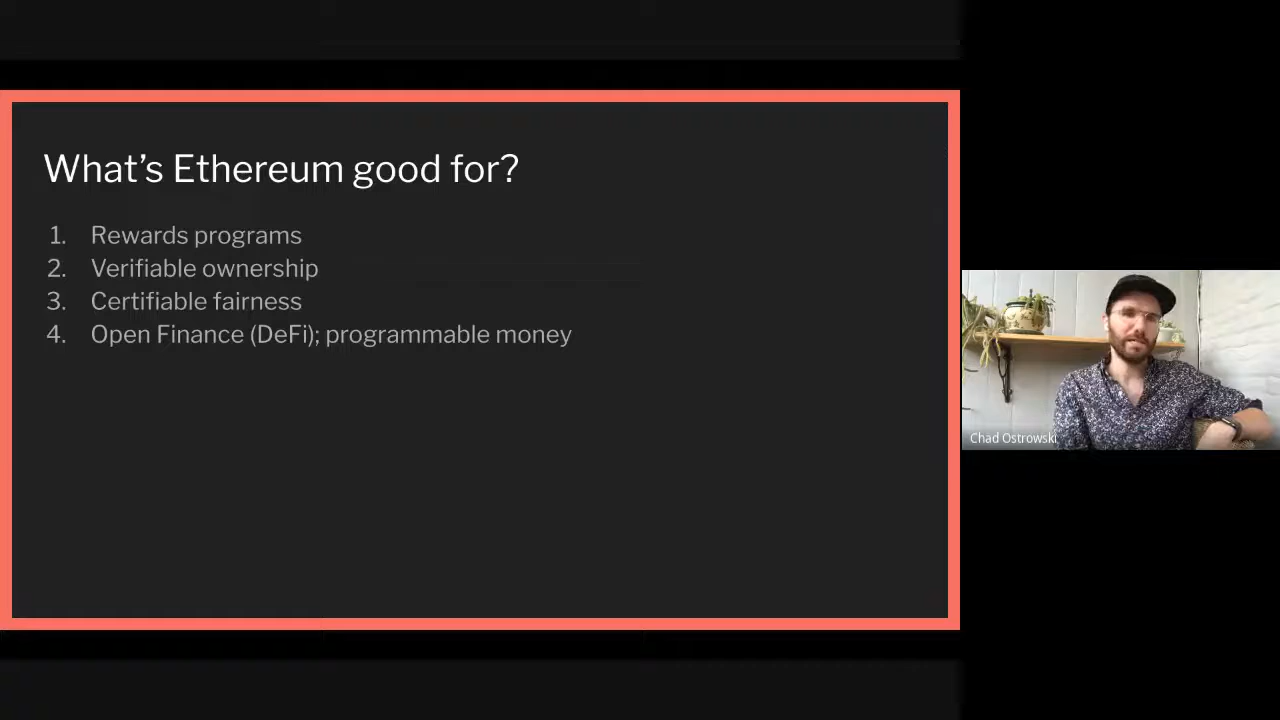 What’s Ethereum good for?
1. Rewards programs
2. Verifiable ownership
3. Certifiable fairness
4. Open Finance (DeFi); programmable money
Chad Ostrowski